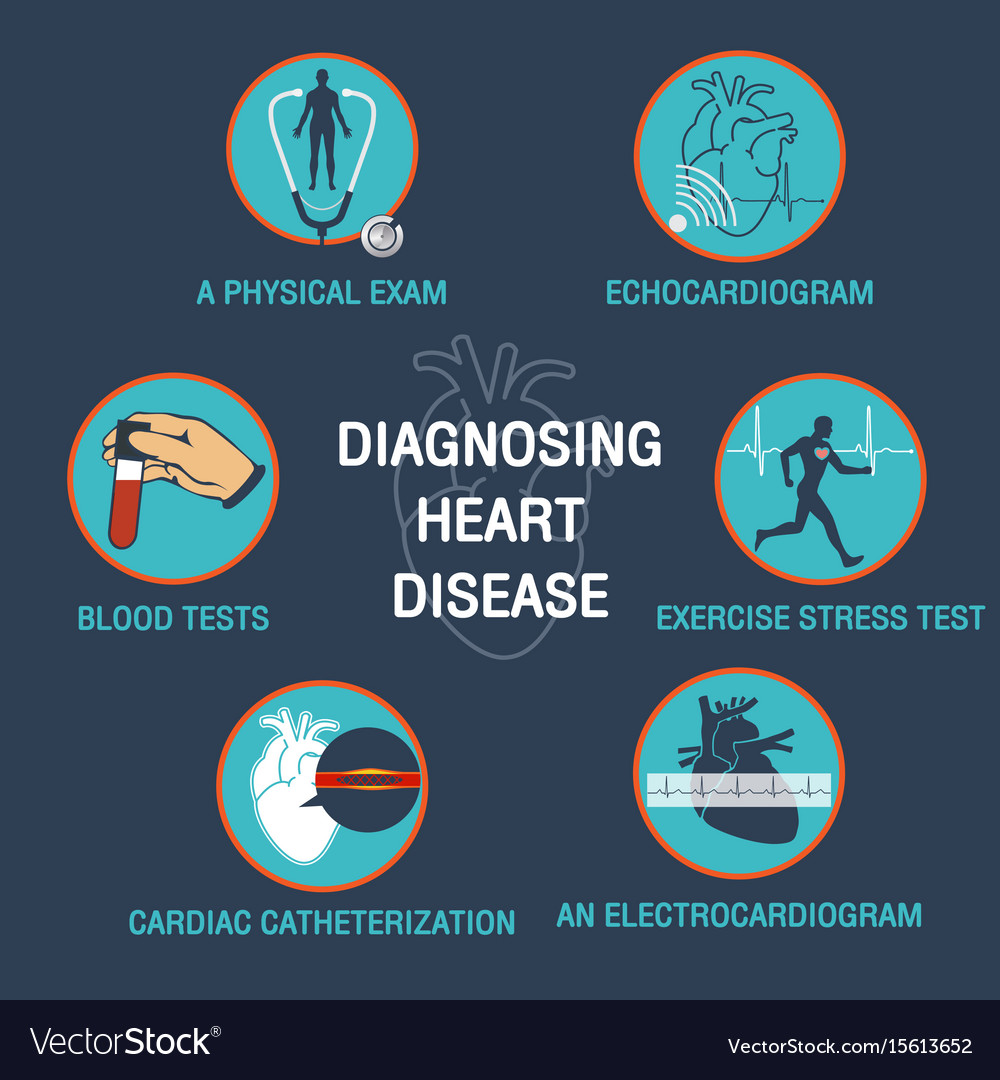 A PHYSICAL EXAM
ECHOCARDIOGRAM
DIAGNOSING
HEART
DISEASE
BLOOD TESTS
EXERCISE STRESS TEST
CARDIAC CATHETERIZATION
AN ELECTROCARDIOGRAM
VectorStock®
VectorStock.com/15613652